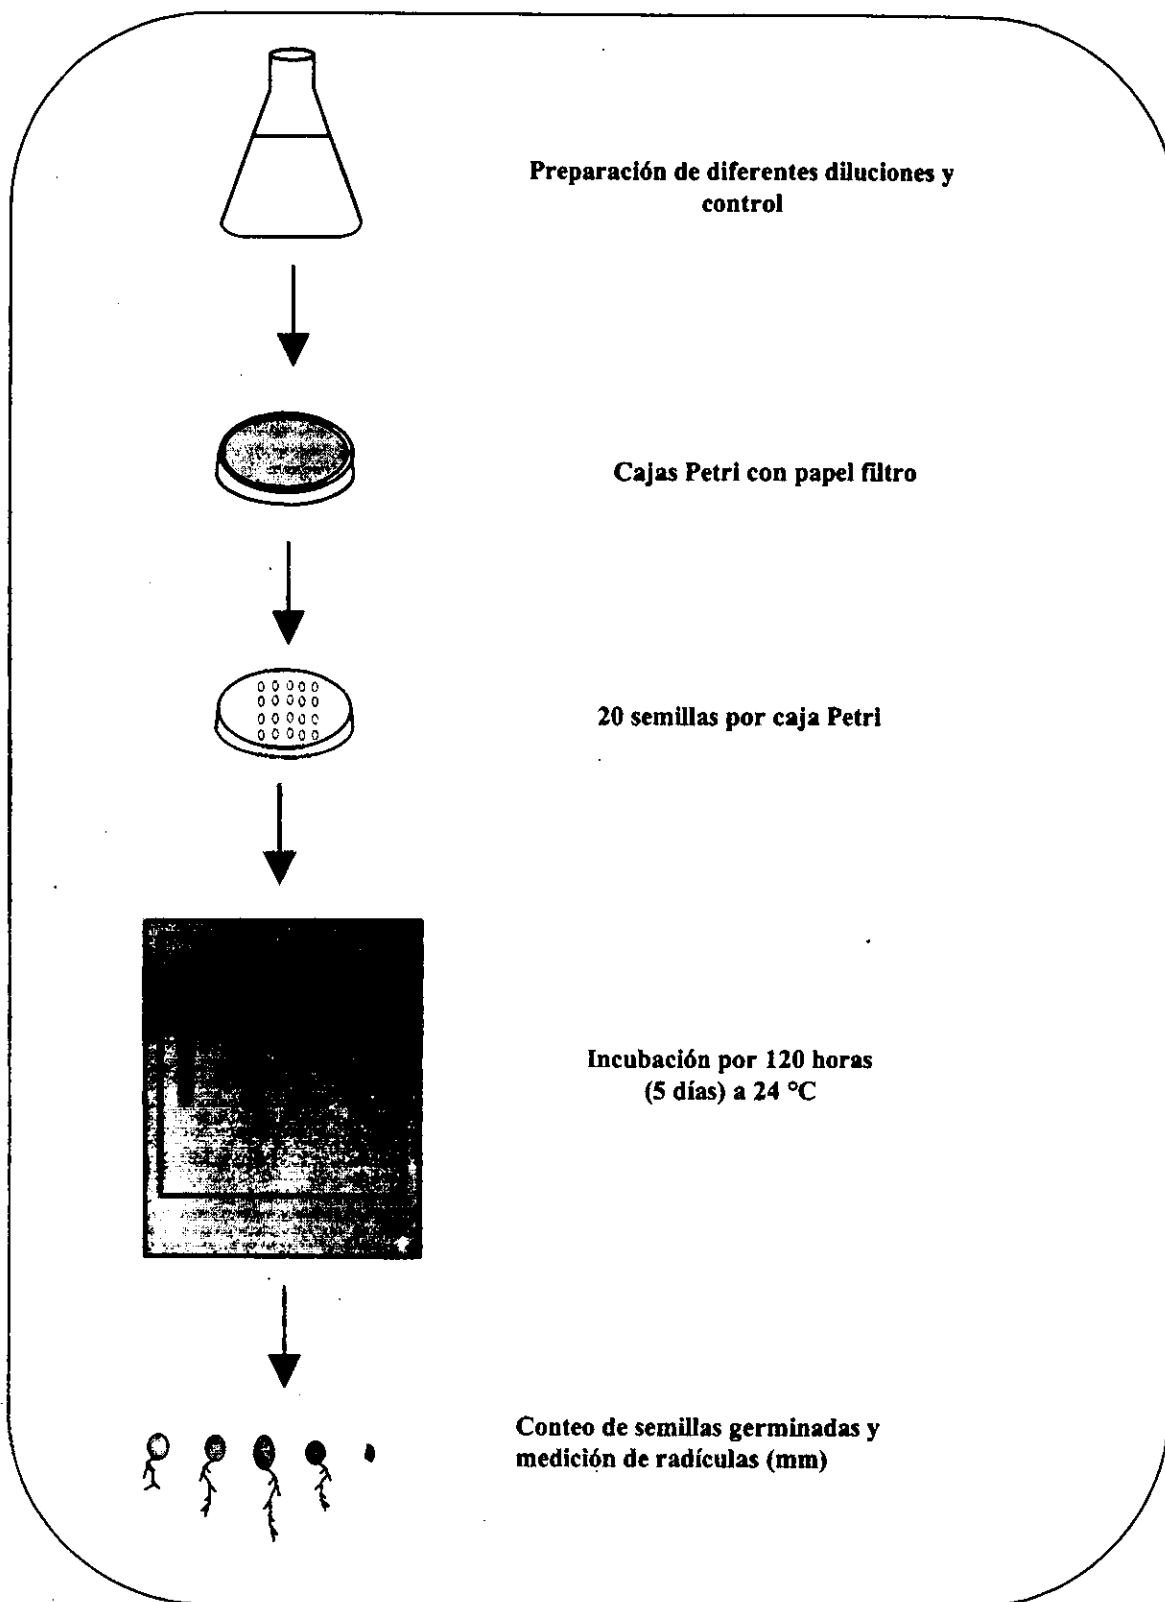 Preparación de diferentes diluciones y
control
Cajas Petri con papel filtro
20 semillas por caja Petri
Incubación por 120 horas
(5 días) a 24 °C
Conteo de semillas germinadas y
medición de radículas (mm)